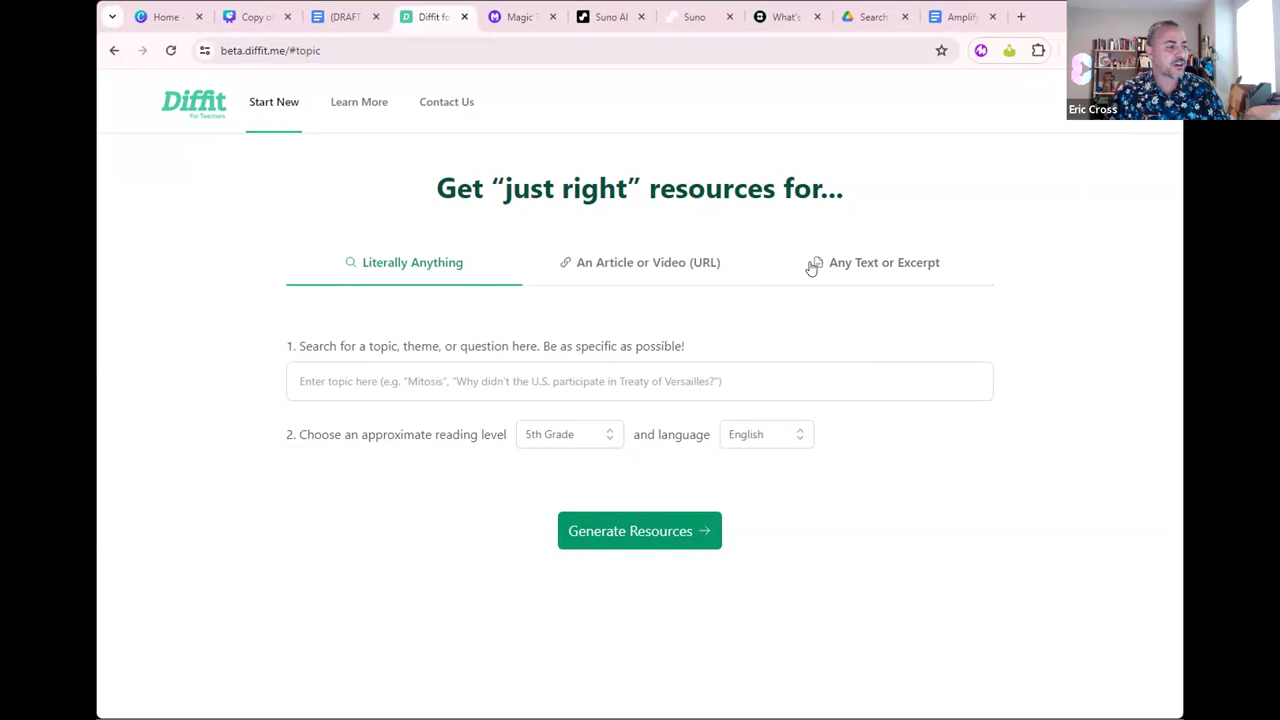 Home
Copy of
(DRAFT
Diffit fo
Magic
Suno AI
Suno
What's
Search
Amplify
beta.diffit.me/#topic
Diffit
For Teachers
Start New
Learn More
Contact Us
Eric Cross
Get “just right” resources for...
Literally Anything
An Article or Video (URL)
Any Text or Excerpt
1. Search for a topic, theme, or question here. Be as specific as possible!
Enter topic here (e.g. "Mitosis", "Why didn't the U.S. participate in Treaty of Versailles?")
2. Choose an approximate reading level 5th Grade and language English
Generate Resources →